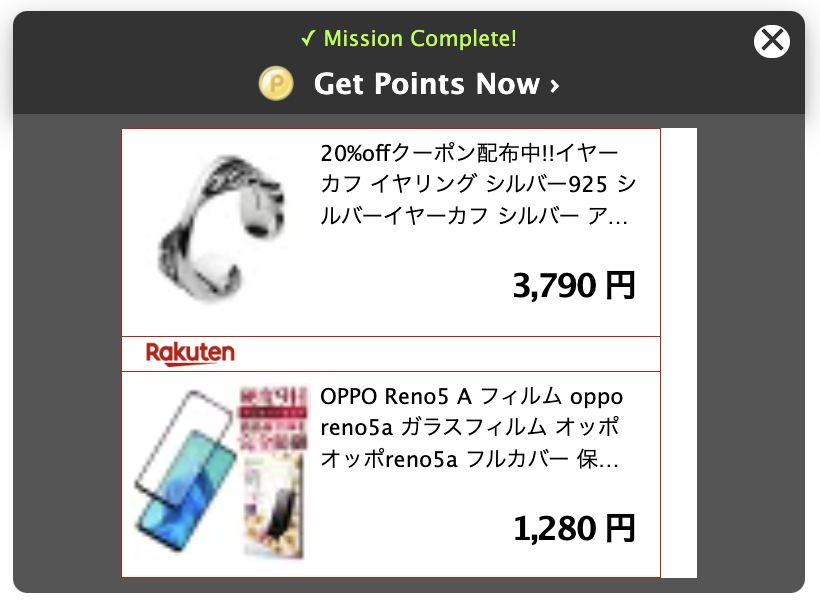 ✓ Mission Complete!
P
Get Points Now ›
20%offクーポン配布中!!イヤー
カフ イヤリング シルバー925 シ
ルバーイヤーカフ シルバー ア…
3,790 円
Rakuten
OPPO Reno5 A フィルム oppo
reno5a ガラスフィルム オッポ
オッポreno5a フルカバー 保…
1,280 円